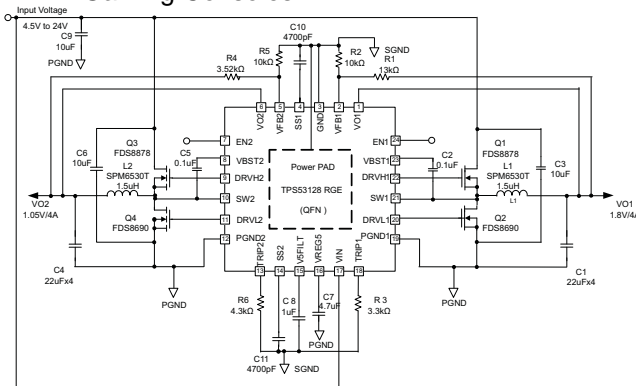 Input Voltage
4.5V to 24V
C9
10uF
PGND
C10
4700pF
SGND
R5
10kΩ
R2
10kΩ
R4
3.52kΩ
R1
13kΩ
6 5 4 3 2 1
VO2 VFB2 SS1 GND VFB1 VO1
7 EN2
EN1 24
8 VBST2
VBST1 23
9 DRVH2
DRVH1 22
10 SW2
SW1 21
11 DRVL2
DRVL1 20
12 PGND2
PGND1 19
Power PAD
TPS53128 RGE
(QFN )
TRIP2 SS2 V5FILT VREG5 VIN TRIP1
13 14 15 16 17 18
Q3
FDS8878
L2
SPM6530T
1.5uH
C5
0.1uF
C6
10uF
Q4
FDS8690
VO2
1.05V/4A
C4
22uFx4
PGND
Q1
FDS8878
L1
SPM6530T
1.5uH
L1
C2
0.1uF
C3
10uF
Q2
FDS8690
VO1
1.8V/4A
C1
22uFx4
PGND
R6
4.3kΩ
C 8
1uF
C7
4.7uF
PGND
R 3
3.3kΩ
C11
4700pF
SGND